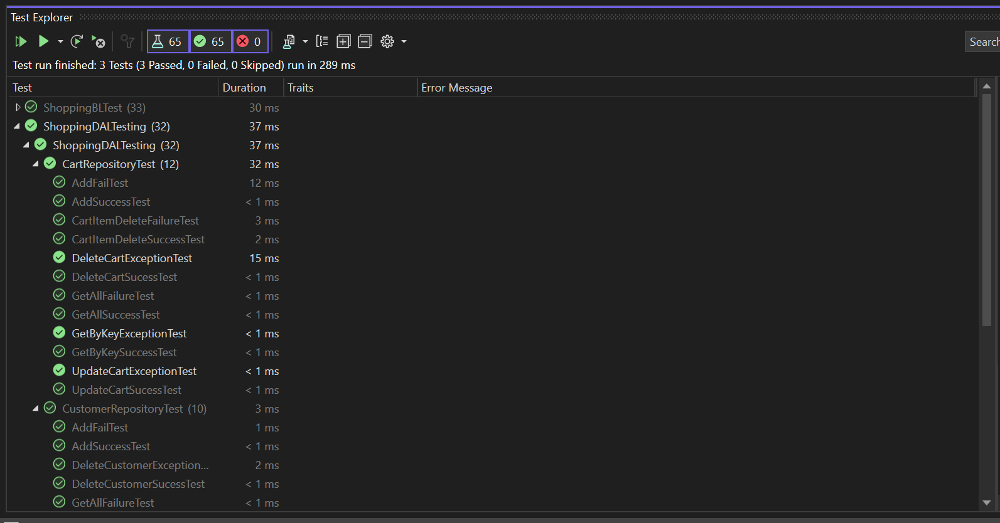 Test Explorer
65 65 0
Search
Test run finished: 3 Tests (3 Passed, 0 Failed, 0 Skipped) run in 289 ms
Test Duration Traits Error Message
ShoppingBLTest (33) 30 ms
ShoppingDALTesting (32) 37 ms
ShoppingDALTesting (32) 37 ms
CartRepositoryTest (12) 32 ms
AddFailTest 12 ms
AddSuccessTest < 1 ms
CartItemDeleteFailureTest 3 ms
CartItemDeleteSuccessTest 2 ms
DeleteCartExceptionTest 15 ms
DeleteCartSucessTest < 1 ms
GetAllFailureTest < 1 ms
GetAllSuccessTest < 1 ms
GetByKeyExceptionTest < 1 ms
GetByKeySuccessTest < 1 ms
UpdateCartExceptionTest < 1 ms
UpdateCartSucessTest < 1 ms
CustomerRepositoryTest (10) 3 ms
AddFailTest 1 ms
AddSuccessTest < 1 ms
DeleteCustomerException... 2 ms
DeleteCustomerSucessTest < 1 ms
GetAllFailureTest < 1 ms